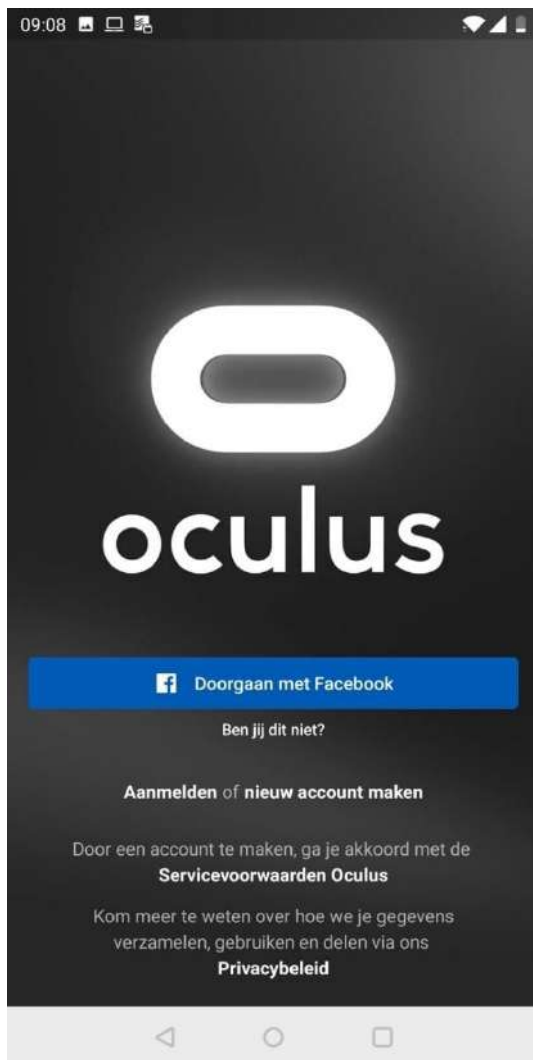 09:08
oculus
Doorgaan met Facebook
Ben jij dit niet?
Aanmelden of nieuw account maken
Door een account te maken, ga je akkoord met de
Servicevoorwaarden Oculus
Kom meer te weten over hoe we je gegevens
verzamelen, gebruiken en delen via ons
Privacybeleid